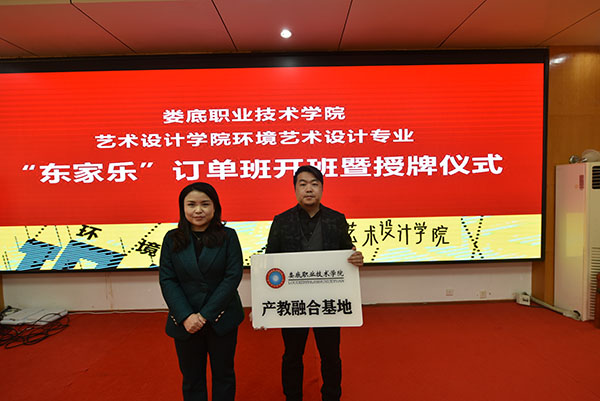 娄底职业技术学院
艺术设计学院环境艺术设计专业
“东家乐”订单班开班暨授牌仪式
环境
艺术设计学院
娄底职业技术学院
产教融合基地